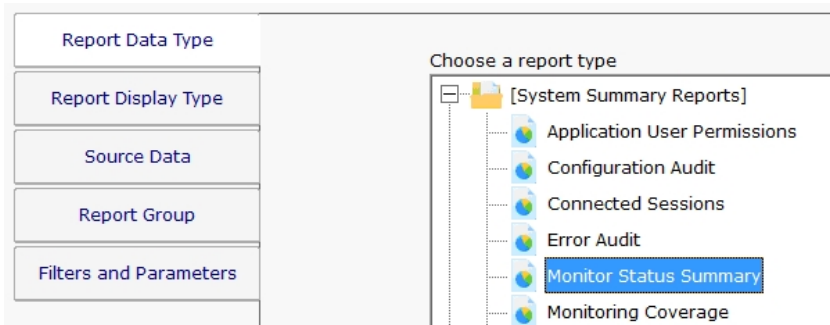 Report Data Type
Report Display Type
Source Data
Report Group
Filters and Parameters
Choose a report type
[System Summary Reports]
Application User Permissions
Configuration Audit
Connected Sessions
Error Audit
Monitor Status Summary
Monitoring Coverage